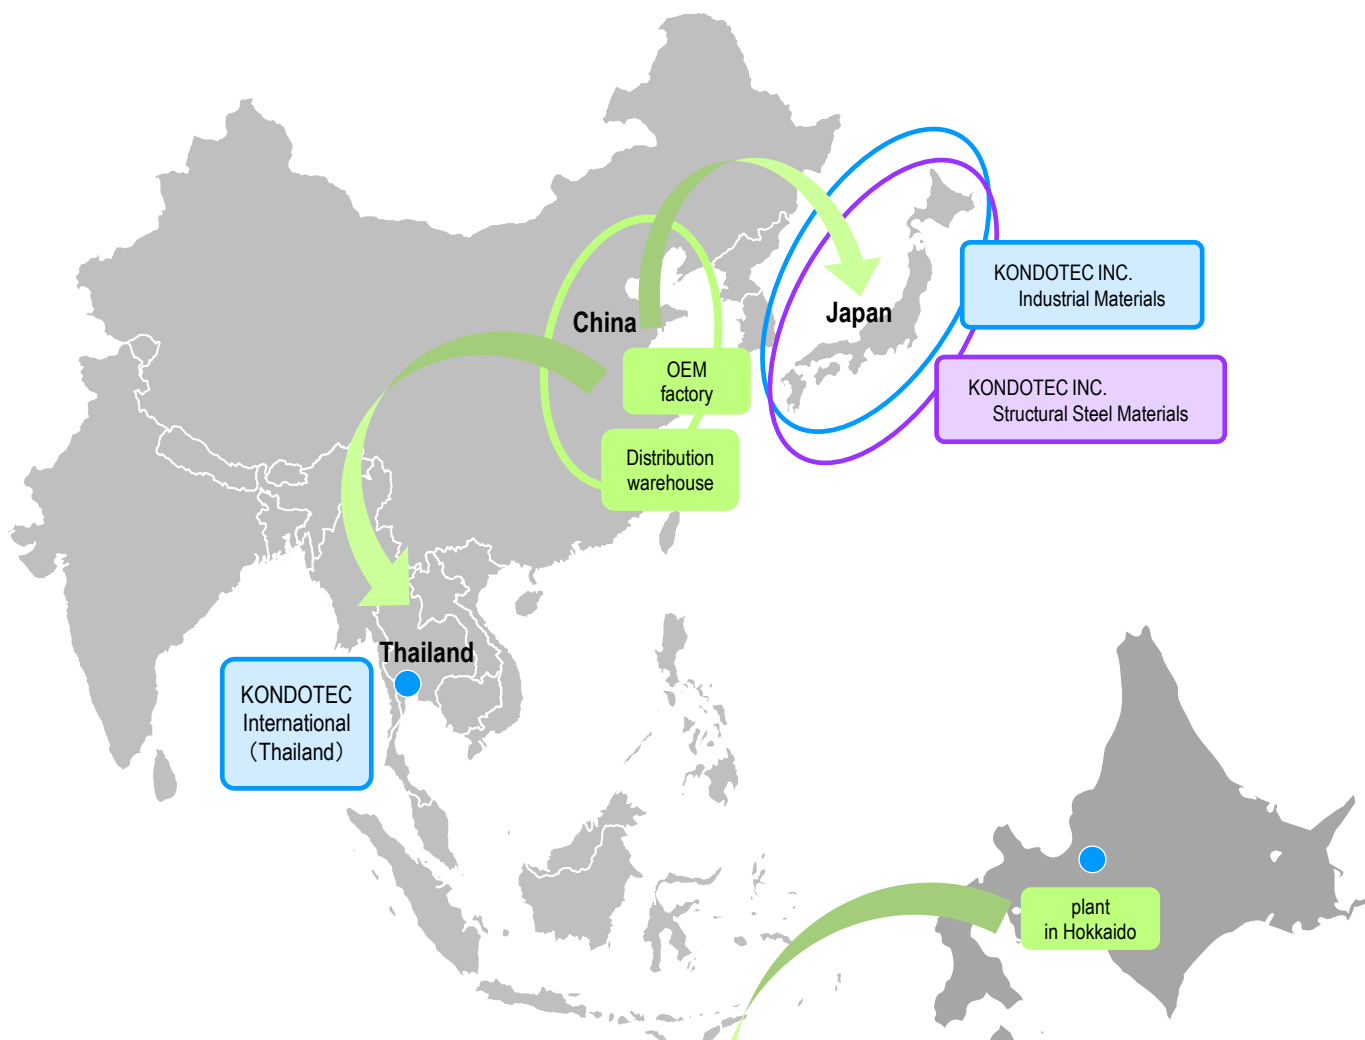 KONDOTEC INC.
Industrial Materials
China
Japan
OEM
factory
KONDOTEC INC.
Structural Steel Materials
Distribution
warehouse
Thailand
KONDOTEC
International
（Thailand）
plant
in Hokkaido